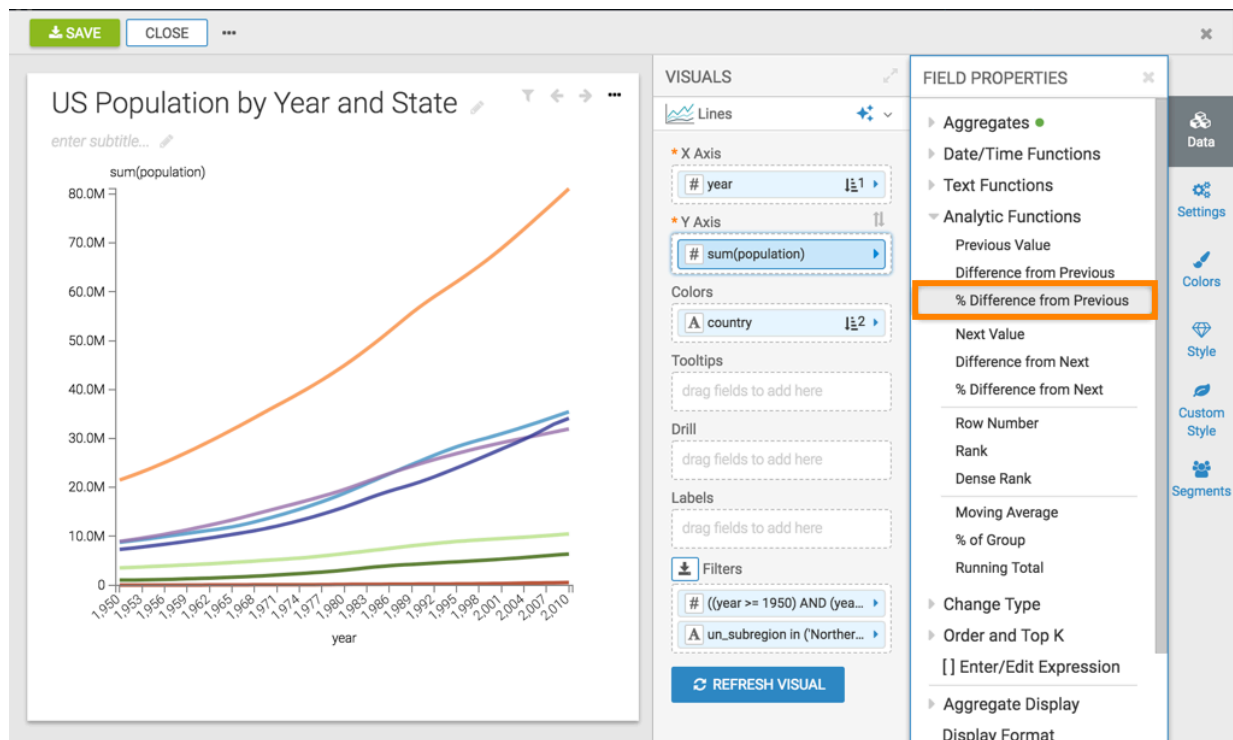 SAVE
CLOSE
US Population by Year and State
enter subtitle...
sum(population)
80.0M
70.0M
60.0M
50.0M
40.0M
30.0M
20.0M
10.0M
0
1,950
1,953
1,956
1,959
1,962
1,965
1,968
1,971
1,974
1,977
1,980
1,983
1,986
1,989
1,992
1,995
1,998
2,001
2,004
2,007
2,010
year
VISUALS
Lines
* X Axis
# year 1
* Y Axis
# sum(population)
Colors
A country 2
Tooltips
drag fields to add here
Drill
drag fields to add here
Labels
drag fields to add here
Filters
# ((year >= 1950) AND (yea...
A un_subregion in ('Norther...
REFRESH VISUAL
FIELD PROPERTIES
Aggregates
Date/Time Functions
Text Functions
Analytic Functions
Previous Value
Difference from Previous
% Difference from Previous
Next Value
Difference from Next
% Difference from Next
Row Number
Rank
Dense Rank
Moving Average
% of Group
Running Total
Change Type
Order and Top K
[ ] Enter/Edit Expression
Aggregate Display
Display Format
Data
Settings
Colors
Style
Custom
Style
Segments